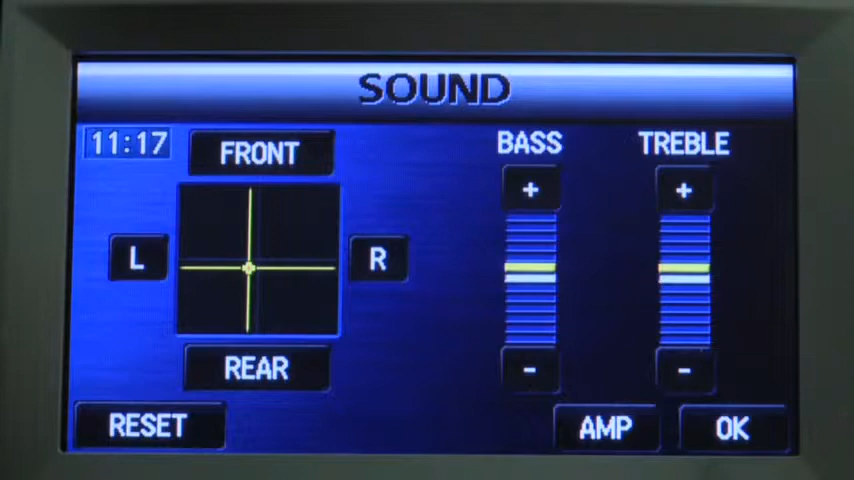 SOUND
11:17
FRONT
BASS
TREBLE
+
+
L
R
REAR
-
-
RESET
AMP
OK